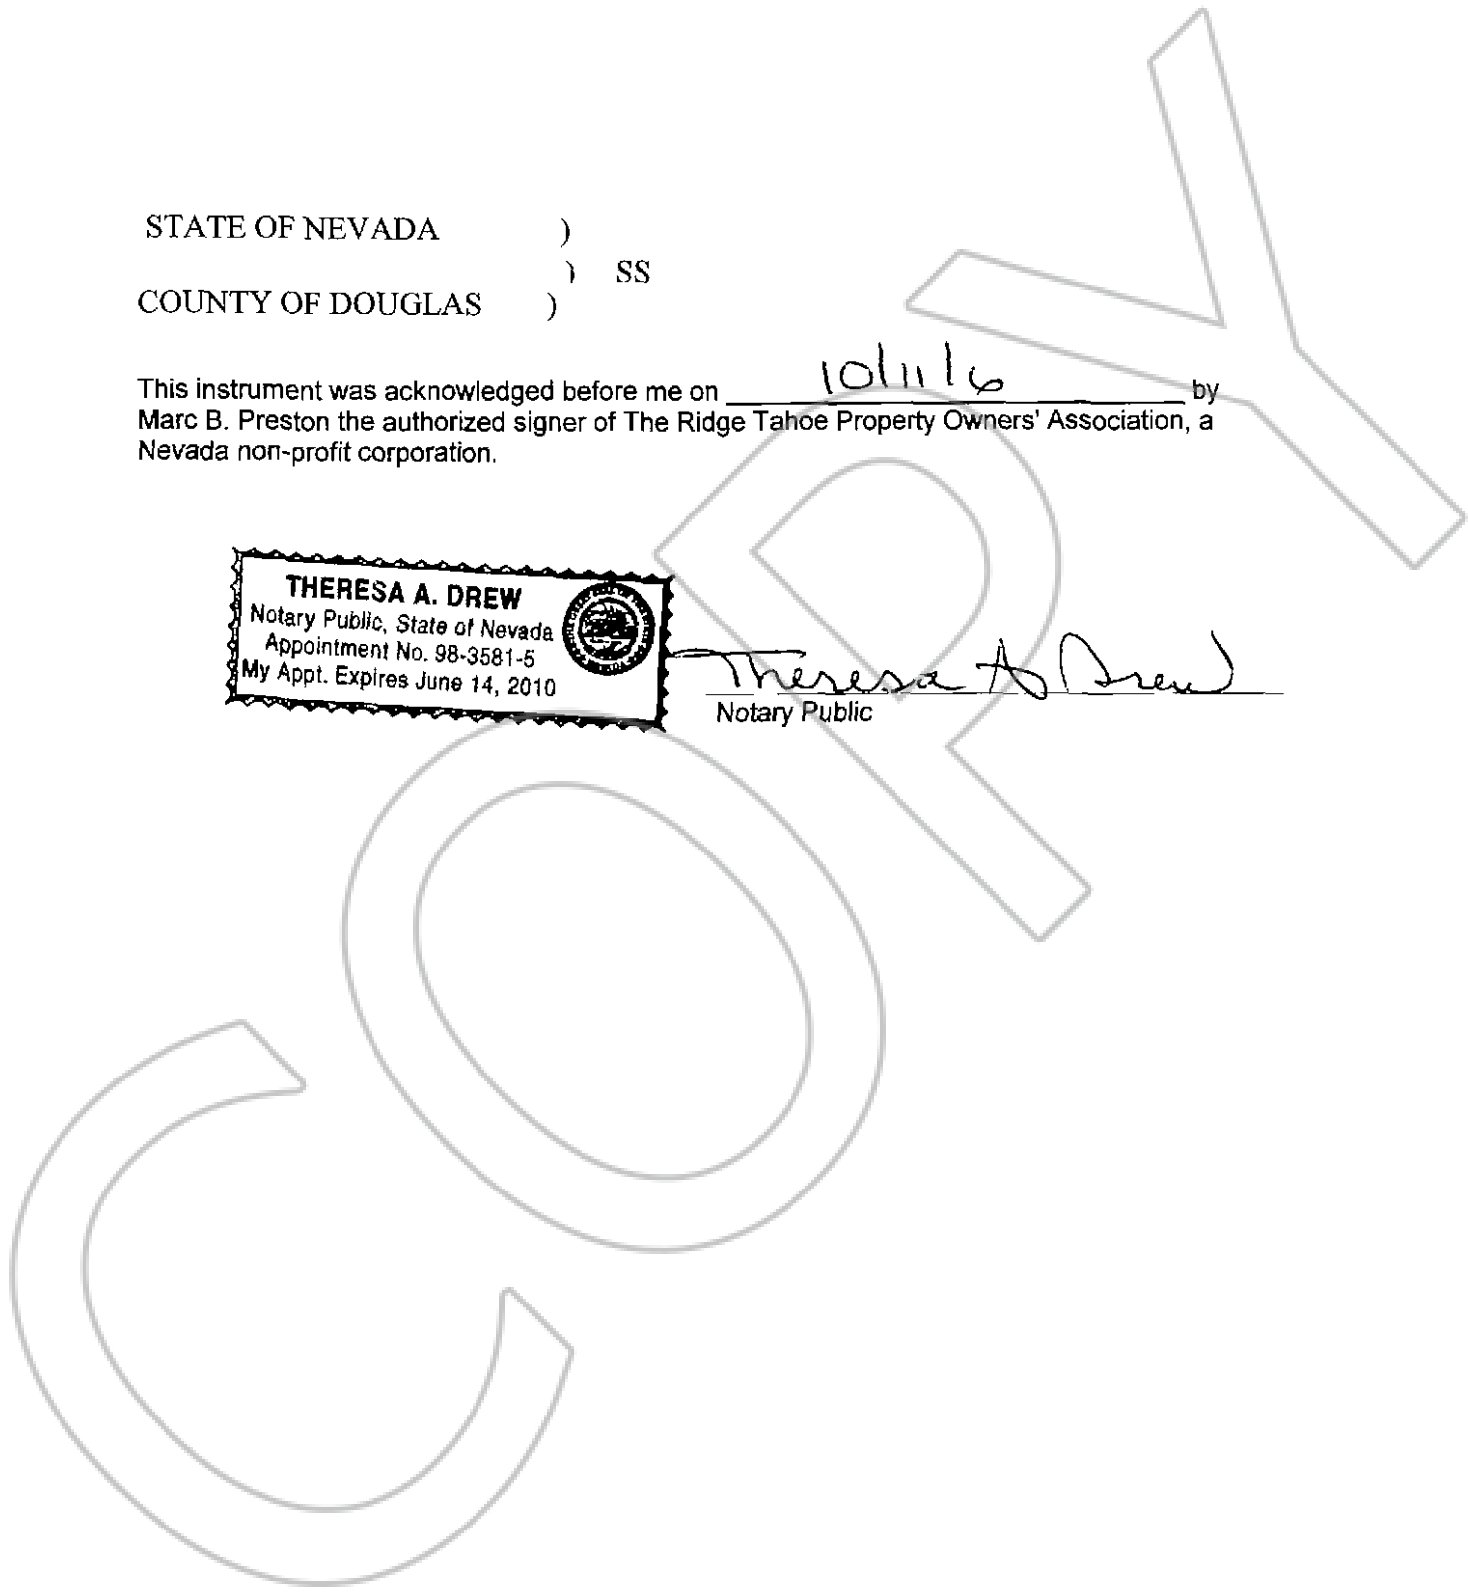 STATE OF NEVADA )
) SS
COUNTY OF DOUGLAS )
This instrument was acknowledged before me on 10/11/6 by
Marc B. Preston the authorized signer of The Ridge Tahoe Property Owners' Association, a
Nevada non-profit corporation.
THERESA A. DREW
Notary Public, State of Nevada
Appointment No. 98-3581-5
My Appt. Expires June 14, 2010
Theresa A Drew
Notary Public
COPY